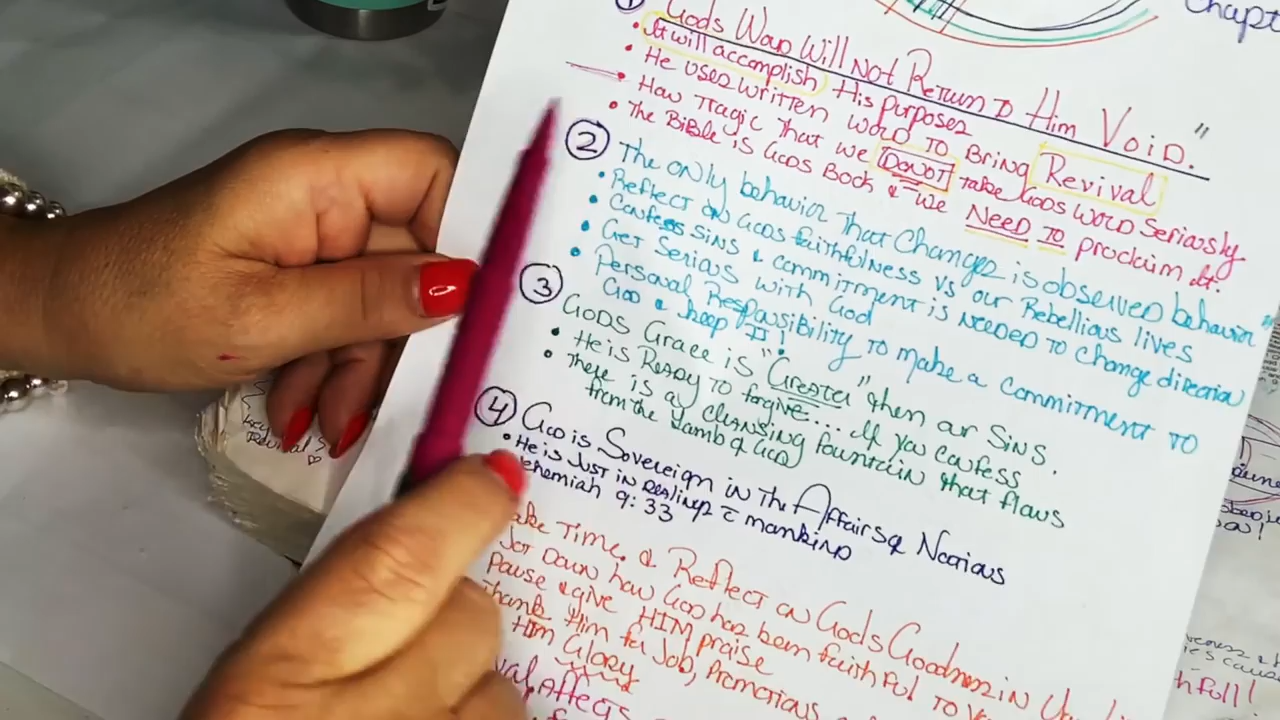 Chapt
① Gods Word Will Not Return To Him Void."
• It will accomplish His purposes
• He uses written word to Bring Revival
• How Tragic That we Do NOT take Gods word Seriously
• The Bible is Gods Book & we Need To proclaim it.
② The only behavior That Changes is observed behavior"
• Reflect on Gods faithfulness vs our Rebellious lives
• Confess sins & commitment is needed to change direction
• Get Serious with God
• Personal Responsibility to make a commitment to
God & keep IT!
③ Gods Grace is "Greater" then our Sins.
• He is Ready to forgive... If you confess
• There is a cleansing fountain that flows
from the Lamb of God
④ God is Sovereign in The Affairs of Nations
• He is Just in Dealings c̄ mankind
Nehemiah 9:33
Take Time & Reflect on Gods Goodness in
Jot Down how God has been faithful to
Pause & give HIM praise
Thank Him for Job, Promotions
Him Glory
Affects
hfull!